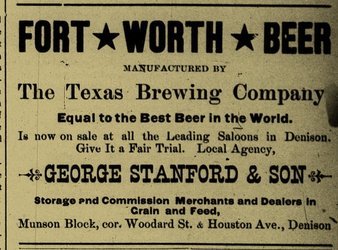 FORT ★ WORTH ★ BEER
MANUFACTURED BY
The Texas Brewing Company
Equal to the Best Beer in the World.
Is now on sale at all the Leading Saloons in Denison.
Give It a Fair Trial. Local Agency,
GEORGE STANFORD & SON
Storage and Commission Merchants and Dealers in
Grain and Feed,
Munson Block, cor. Woodard St. & Houston Ave., Denison